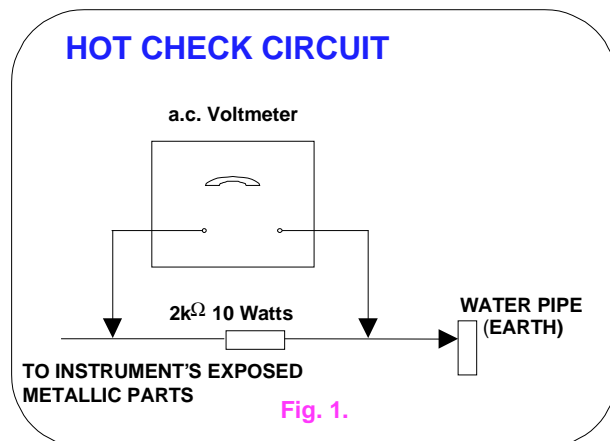 HOT CHECK CIRCUIT
a.c. Voltmeter
2kΩ 10 Watts
WATER PIPE
(EARTH)
TO INSTRUMENT'S EXPOSED
METALLIC PARTS
Fig. 1.